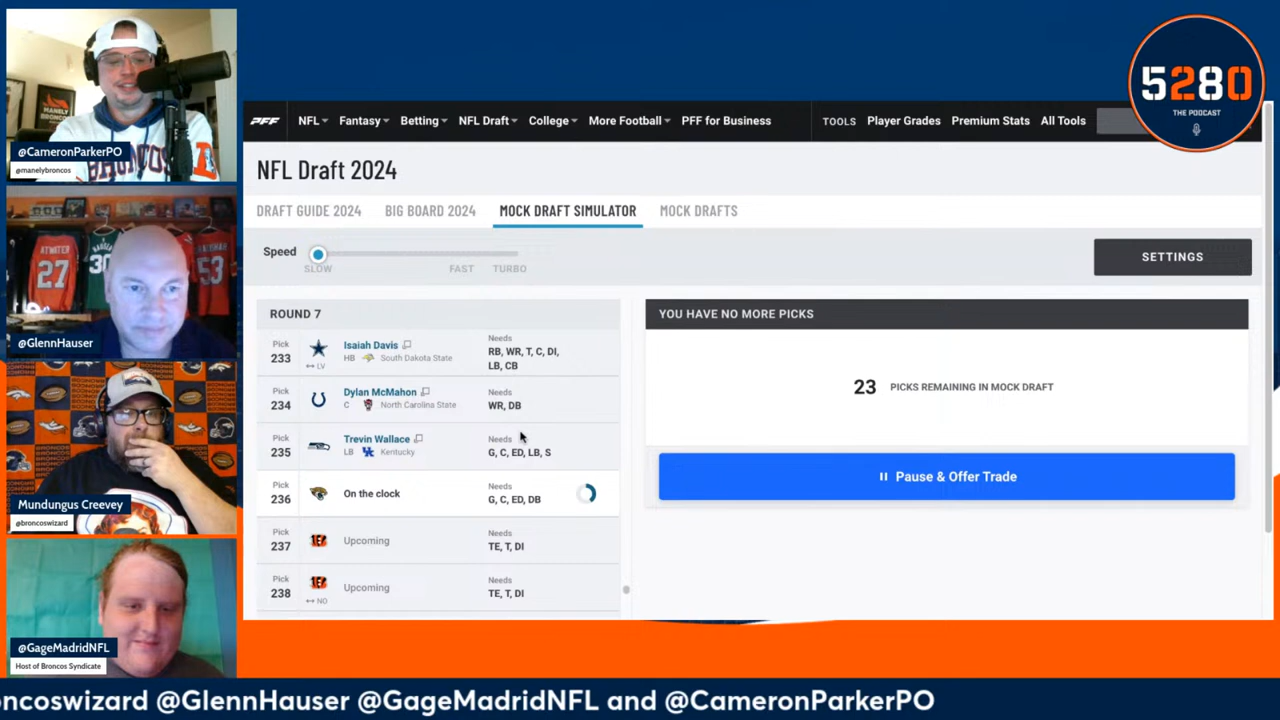 @CameronParkerPO
@manelybroncos
ATWATER
27
30
53
@GlennHauser
Mundungus Creevey
@broncoswizard
@GageMadridNFL
Host of Broncos Syndicate
5280
THE PODCAST
PFF
NFL
Fantasy
Betting
NFL Draft
College
More Football
PFF for Business
TOOLS
Player Grades
Premium Stats
All Tools
NFL Draft 2024
DRAFT GUIDE 2024
BIG BOARD 2024
MOCK DRAFT SIMULATOR
MOCK DRAFTS
Speed
SLOW
FAST
TURBO
SETTINGS
ROUND 7
Pick
233
LV
Isaiah Davis
HB South Dakota State
Needs
RB, WR, T, C, DI,
LB, CB
Pick
234
Dylan McMahon
C North Carolina State
Needs
WR, DB
Pick
235
Trevin Wallace
LB Kentucky
Needs
G, C, ED, LB, S
Pick
236
On the clock
Needs
G, C, ED, DB
Pick
237
Upcoming
Needs
TE, T, DI
Pick
238
NO
Upcoming
Needs
TE, T, DI
YOU HAVE NO MORE PICKS
23 PICKS REMAINING IN MOCK DRAFT
Pause & Offer Trade
oncoswizard @GlennHauser @GageMadridNFL and @CameronParkerPO